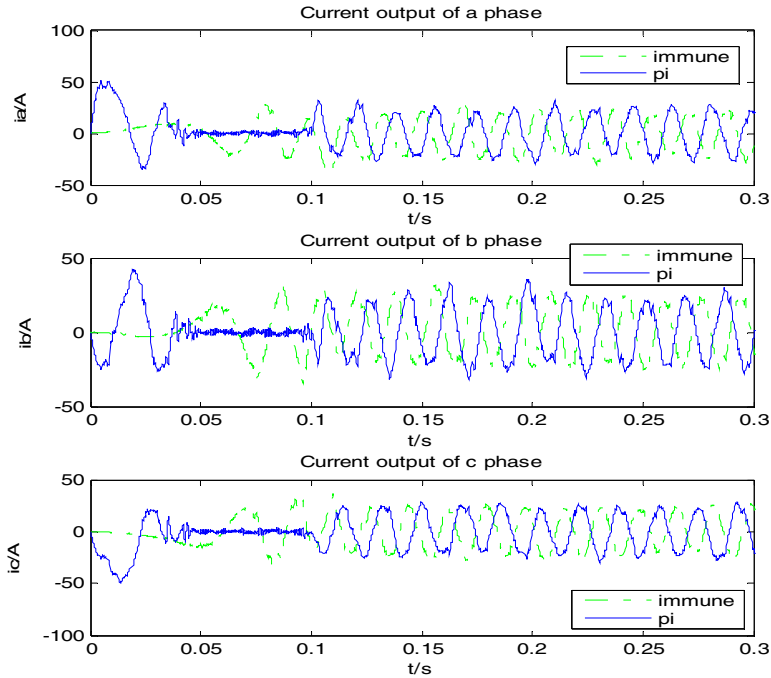 Current output of a phase
100
50
0
-50
ia/A
immune
pi
0 0.05 0.1 0.15 0.2 0.25 0.3
t/s
Current output of b phase
50
0
-50
ib/A
immune
pi
0 0.05 0.1 0.15 0.2 0.25 0.3
t/s
Current output of c phase
50
0
-50
-100
ic/A
immune
pi
0 0.05 0.1 0.15 0.2 0.25 0.3
t/s